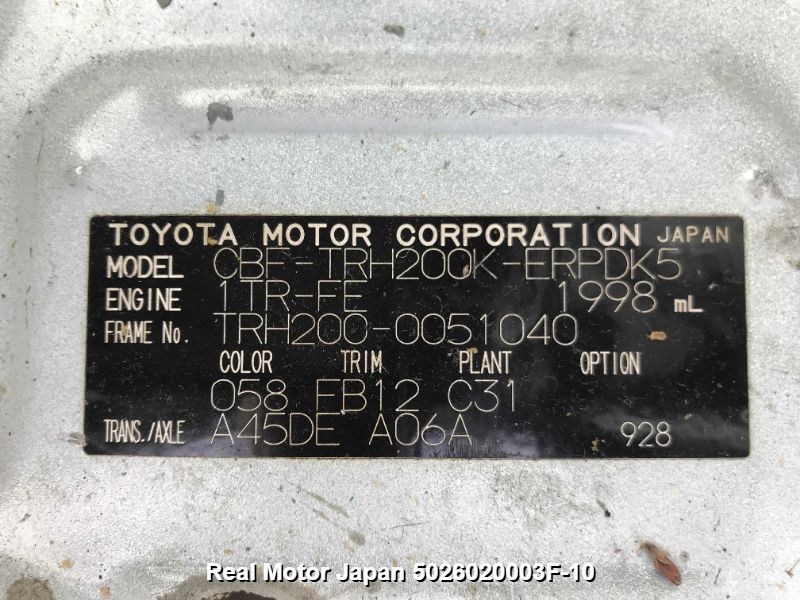 TOYOTA MOTOR CORPORATION JAPAN
MODEL CBF-TRH200K-ERPDK5
ENGINE 1TR-FE 1998 mL
FRAME No. TRH200-0051040
COLOR TRIM PLANT OPTION
058 EB12 C31
TRANS./AXLE A45DE A06A 928
Real Motor Japan 5026020003F-10